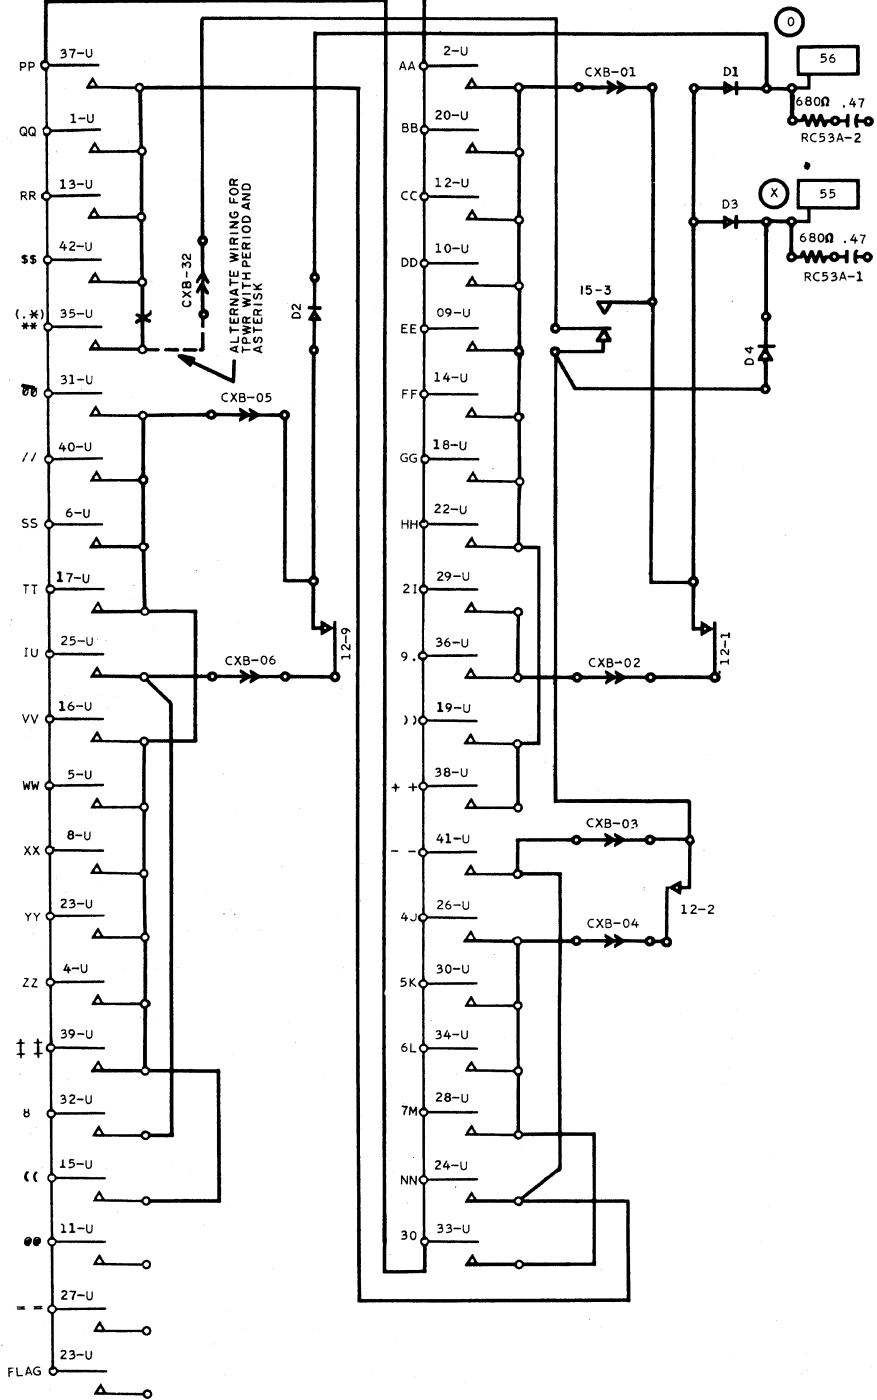 O
56
D1
680Ω .47
RC53A-2
X
55
D3
680Ω .47
RC53A-1
PP 37-U
QQ 1-U
RR 13-U
$$ 42-U
(.*)
** 35-U
31-U
// 40-U
SS 6-U
TT 17-U
IU 25-U
VV 16-U
WW 5-U
XX 8-U
YY 23-U
ZZ 4-U
‡ ‡ 39-U
8 32-U
(( 15-U
@@ 11-U
= = 27-U
FLAG 23-U
CXB-32
ALTERNATE WIRING FOR
TPWR WITH PERIOD AND
ASTERISK
D2
CXB-05
CXB-06
12-9
AA 2-U
BB 20-U
CC 12-U
DD 10-U
EE 09-U
FF 14-U
GG 18-U
HH 22-U
2I 29-U
9. 36-U
)) 19-U
+ + 38-U
- - 41-U
4J 26-U
5K 30-U
6L 34-U
7M 28-U
NN 24-U
30 33-U
CXB-01
15-3
D4
CXB-02
12-1
CXB-03
12-2
CXB-04